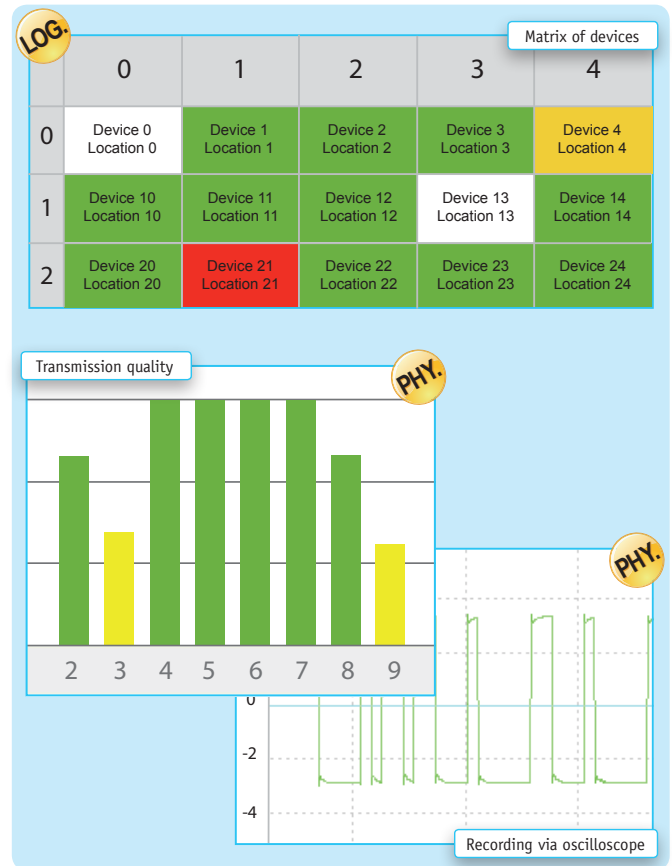 LOG.
Matrix of devices
0 1 2 3 4
0
Device 0 Device 1 Device 2 Device 3 Device 4
Location 0 Location 1 Location 2 Location 3 Location 4
1
Device 10 Device 11 Device 12 Device 13 Device 14
Location 10 Location 11 Location 12 Location 13 Location 14
2
Device 20 Device 21 Device 22 Device 23 Device 24
Location 20 Location 21 Location 22 Location 23 Location 24
Transmission quality
PHY.
2 3 4 5 6 7 8 9
PHY.
0
-2
-4
Recording via oscilloscope